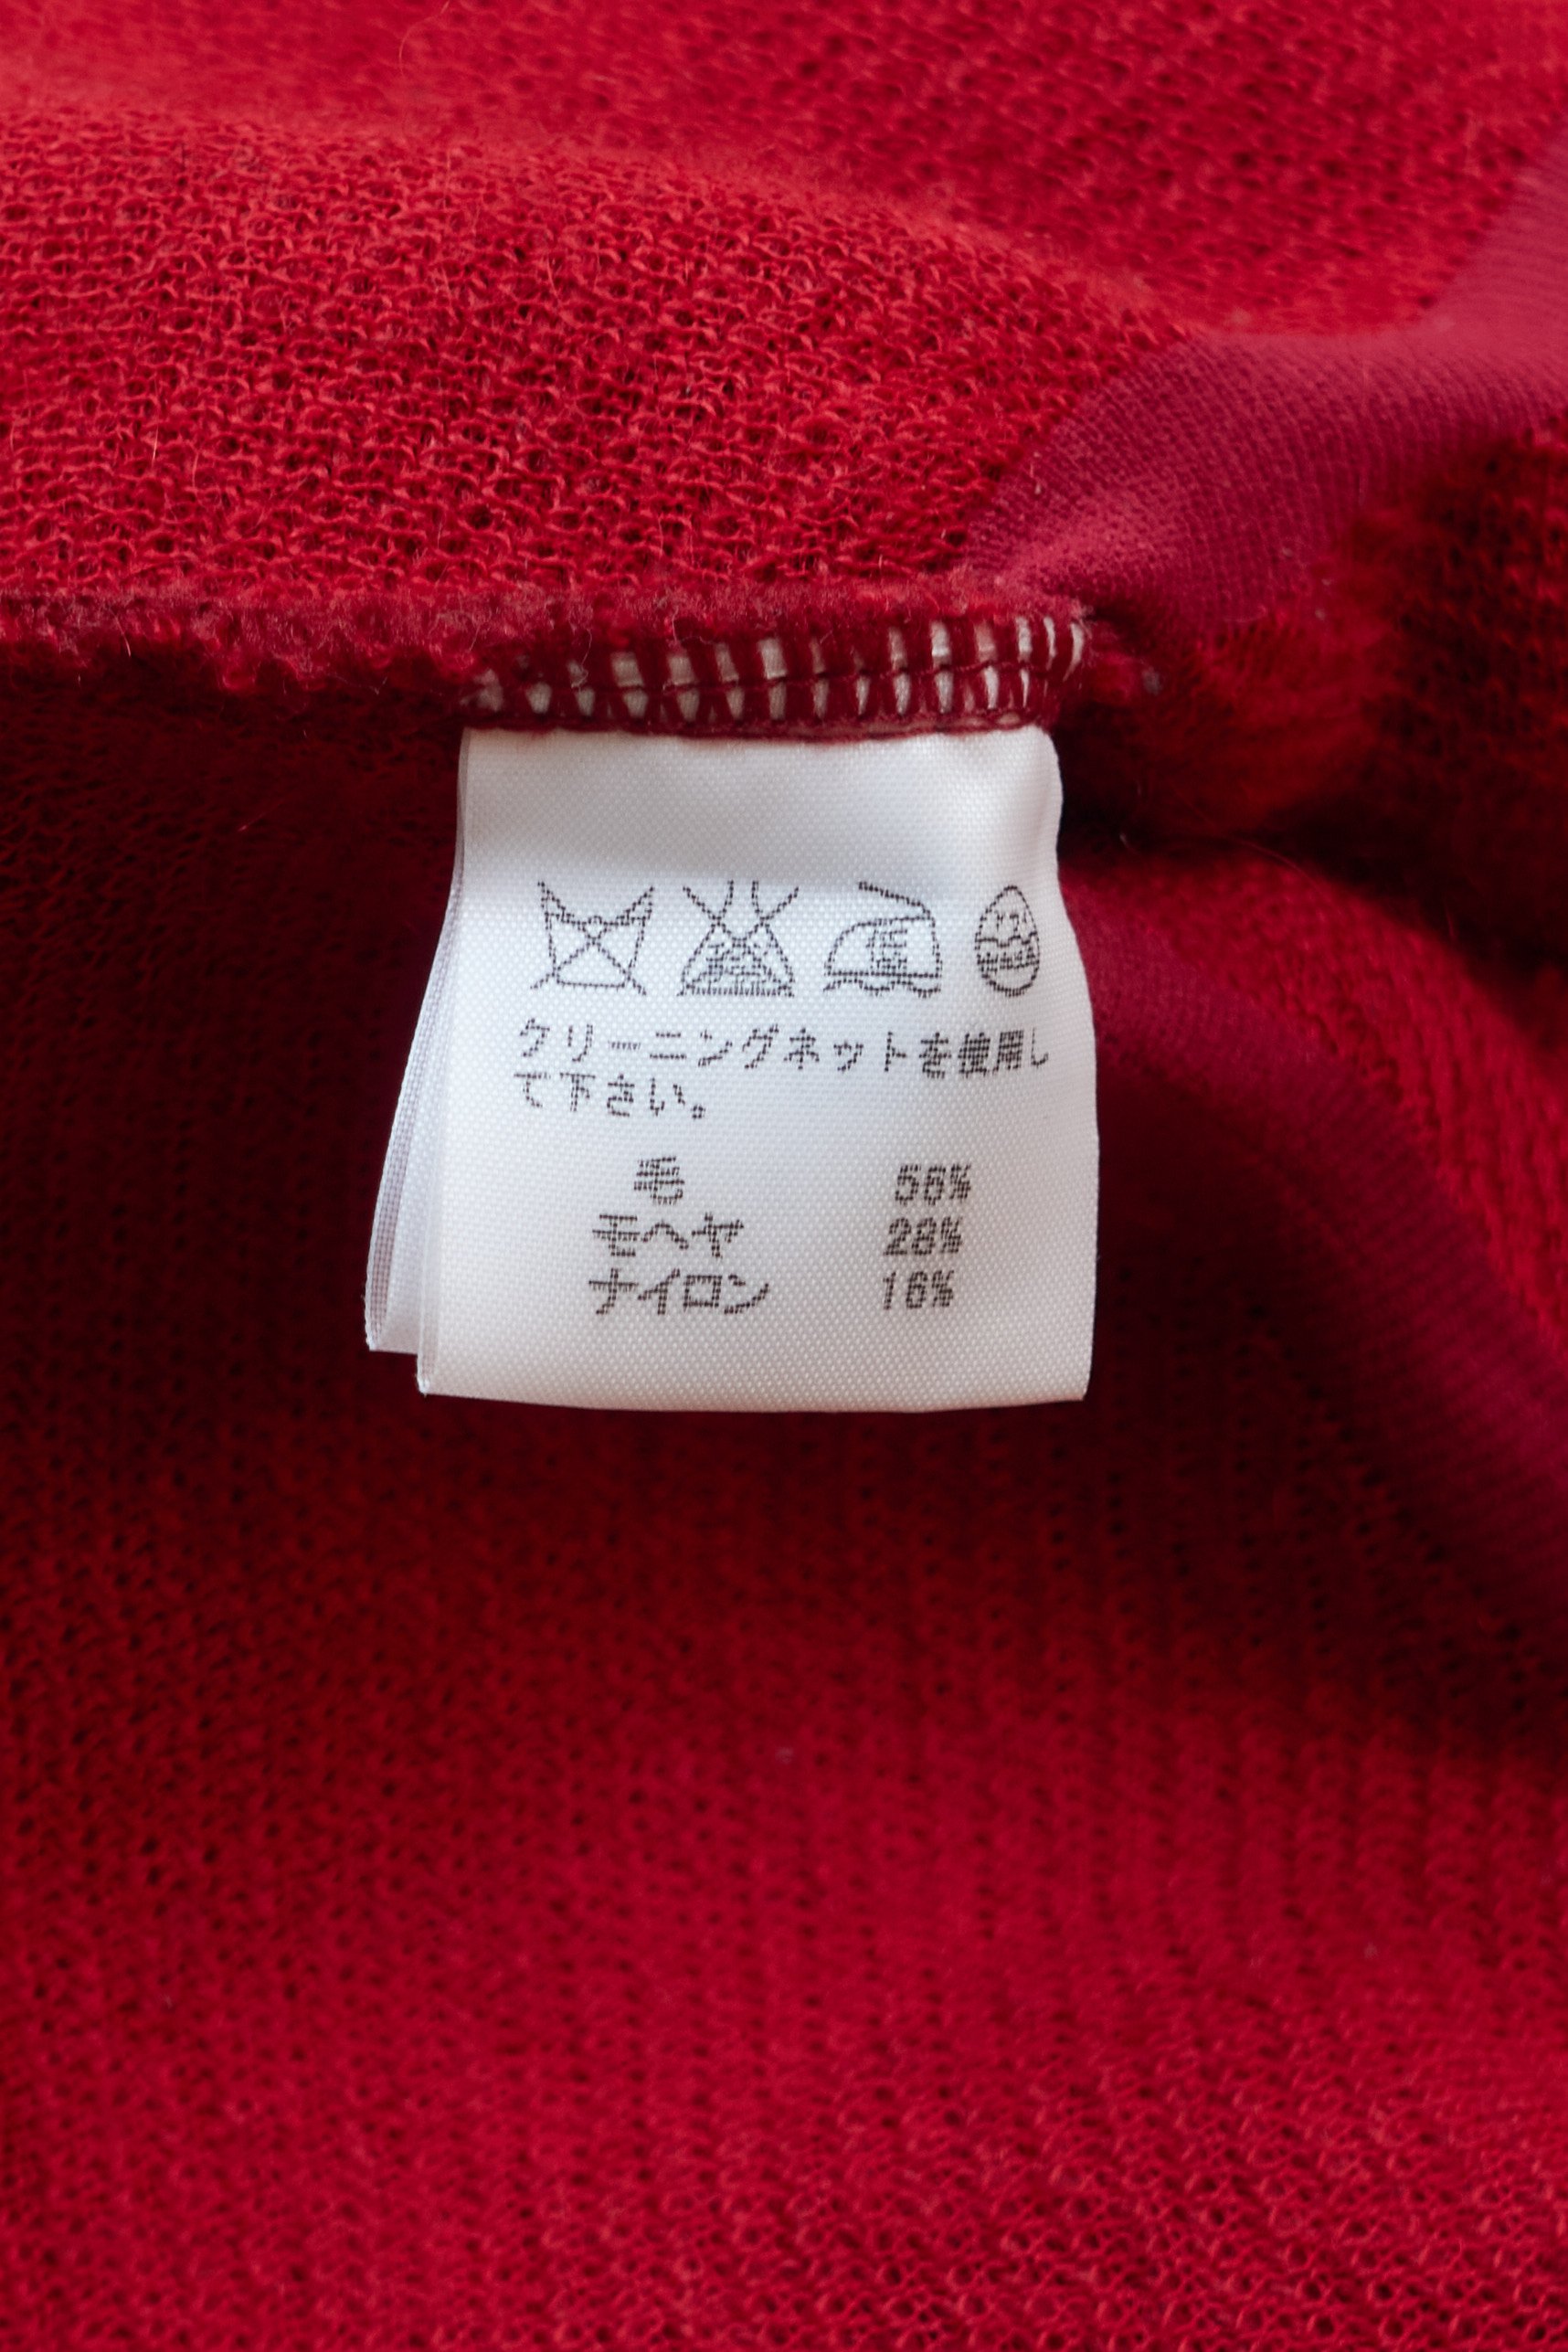 クリーニングネットを使用し
て下さい。
毛 56%
モヘヤ 28%
ナイロン 16%